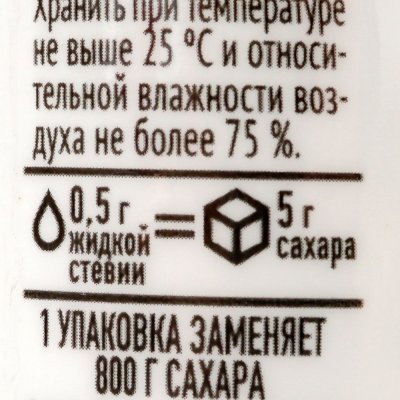 хранить при температуре
не выше 25 °C и относи-
тельной влажности воз-
духа не более 75 %.
0,5 г = 5 г
жидкой сахара
стевии
1 УПАКОВКА ЗАМЕНЯЕТ
800 Г САХАРА